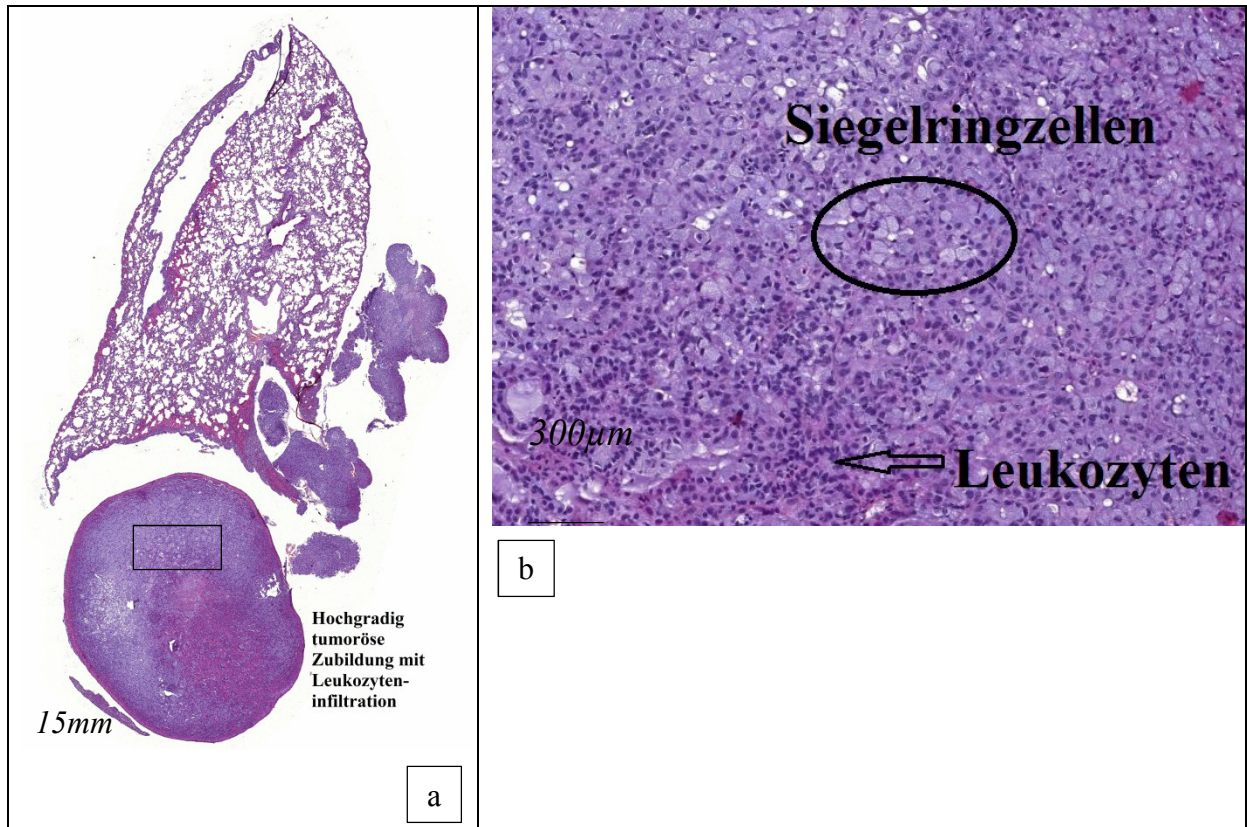 Hochgradig
tumoröse
Zubildung mit
Leukozyten-
infiltration
15mm
a
Siegelringzellen
300µm
Leukozyten
b